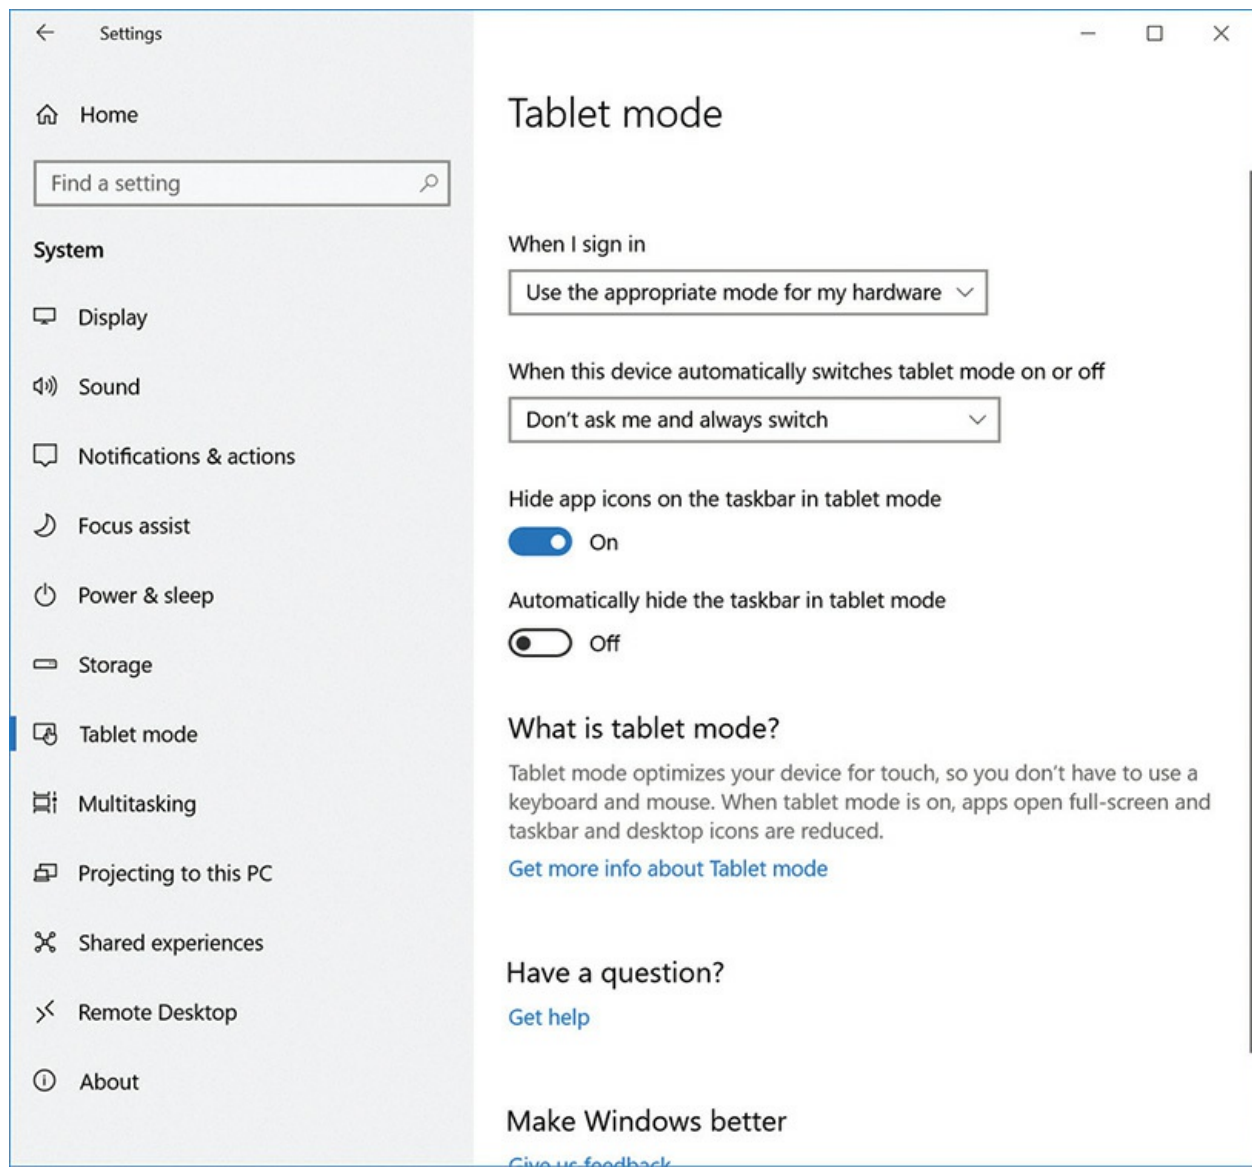 Settings
Home
Find a setting
System
Display
Sound
Notifications & actions
Focus assist
Power & sleep
Storage
Tablet mode
Multitasking
Projecting to this PC
Shared experiences
Remote Desktop
About
Tablet mode
When I sign in
Use the appropriate mode for my hardware
When this device automatically switches tablet mode on or off
Don't ask me and always switch
Hide app icons on the taskbar in tablet mode
On
Automatically hide the taskbar in tablet mode
Off
What is tablet mode?
Tablet mode optimizes your device for touch, so you don't have to use a
keyboard and mouse. When tablet mode is on, apps open full-screen and
taskbar and desktop icons are reduced.
Get more info about Tablet mode
Have a question?
Get help
Make Windows better
Give us feedback